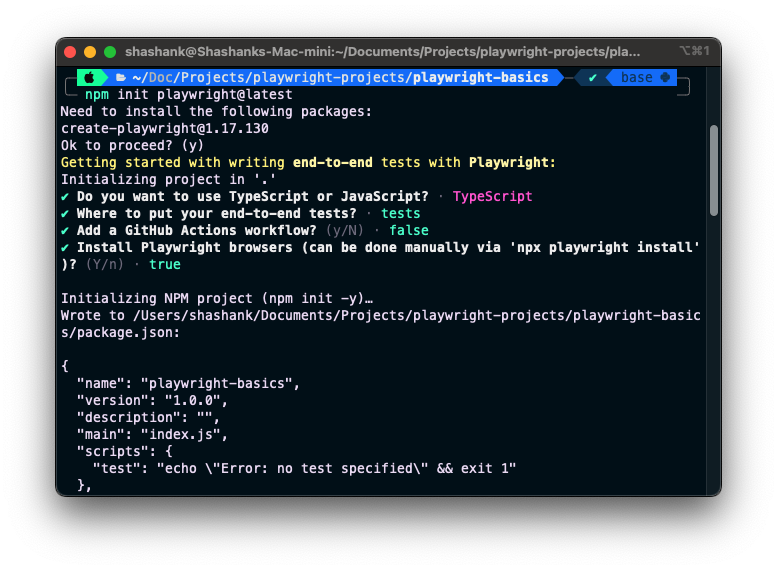 shashank@Shashanks-Mac-mini:~/Documents/Projects/playwright-projects/pla... ⌥⌘1
~/Doc/Projects/playwright-projects/playwright-basics ✔ base
npm init playwright@latest
Need to install the following packages:
create-playwright@1.17.130
Ok to proceed? (y)
Getting started with writing end-to-end tests with Playwright:
Initializing project in '.'
✔ Do you want to use TypeScript or JavaScript? · TypeScript
✔ Where to put your end-to-end tests? · tests
✔ Add a GitHub Actions workflow? (y/N) · false
✔ Install Playwright browsers (can be done manually via 'npx playwright install'
)? (Y/n) · true
Initializing NPM project (npm init -y)…
Wrote to /Users/shashank/Documents/Projects/playwright-projects/playwright-basic
s/package.json:
{
  "name": "playwright-basics",
  "version": "1.0.0",
  "description": "",
  "main": "index.js",
  "scripts": {
    "test": "echo \"Error: no test specified\" && exit 1"
  },